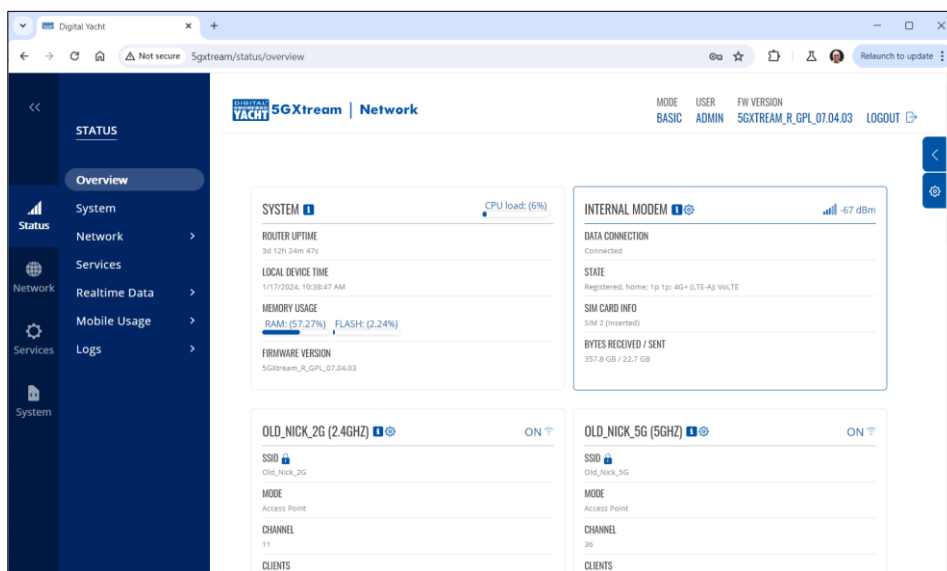 Digital Yacht
Not secure 5gxtream/status/overview
Relaunch to update
DIGITAL YACHT 5GXtream | Network
MODE USER FW VERSION
BASIC ADMIN 5GXTREAM_R_GPL_07.04.03 LOGOUT
STATUS
Overview
System
Network
Services
Realtime Data
Mobile Usage
Logs
Status
Network
Services
System
SYSTEM CPU load: (6%)
ROUTER UPTIME
3d 12h 24m 47s
LOCAL DEVICE TIME
1/17/2024, 10:38:47 AM
MEMORY USAGE
RAM: (57.27%) FLASH: (2.24%)
FIRMWARE VERSION
5GXtream_R_GPL_07.04.03
INTERNAL MODEM -67 dBm
DATA CONNECTION
Connected
STATE
Registered, home; 1p 1p; 4G+ (LTE-A); VoLTE
SIM CARD INFO
SIM 2 (Inserted)
BYTES RECEIVED / SENT
357.8 GB / 22.7 GB
OLD_NICK_2G (2.4GHZ) ON
SSID
Old_Nick_2G
MODE
Access Point
CHANNEL
11
CLIENTS
OLD_NICK_5G (5GHZ) ON
SSID
Old_Nick_5G
MODE
Access Point
CHANNEL
36
CLIENTS